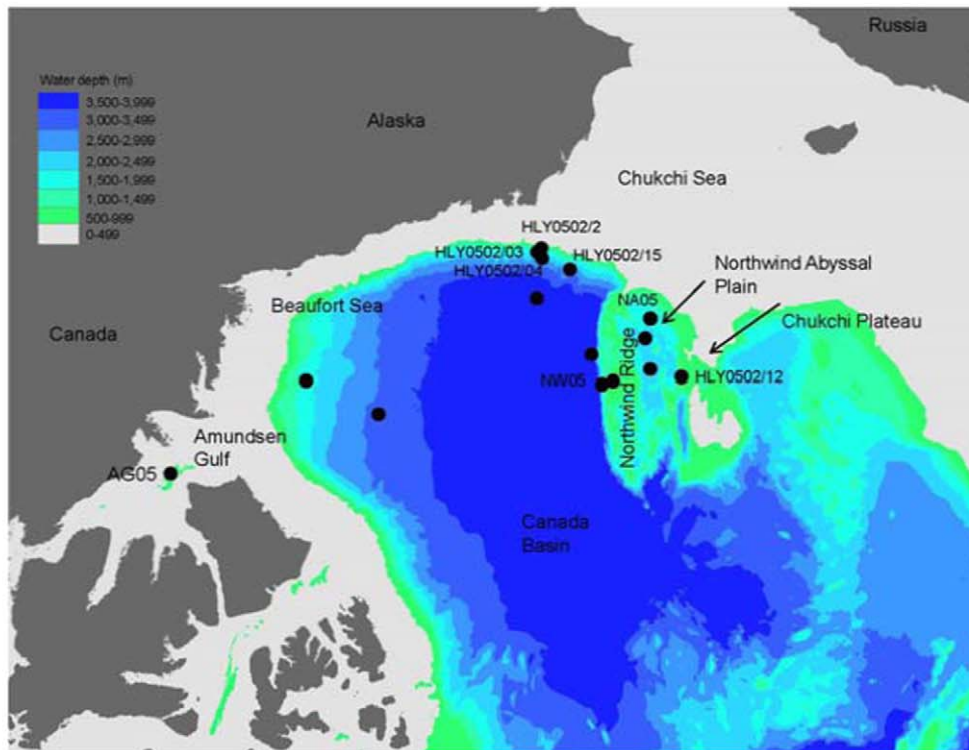 Russia
Water depth (m)
3,500-3,999
3,000-3,499
2,500-2,999
2,000-2,499
1,500-1,999
1,000-1,499
500-999
0-499
Alaska
Chukchi Sea
HLY0502/2
HLY0502/03
HLY0502/15
HLY0502/04
Northwind Abyssal
Plain
NA05
Beaufort Sea
Chukchi Plateau
Canada
Northwind Ridge
NW05
HLY0502/12
Amundsen
Gulf
AG05
Canada
Basin